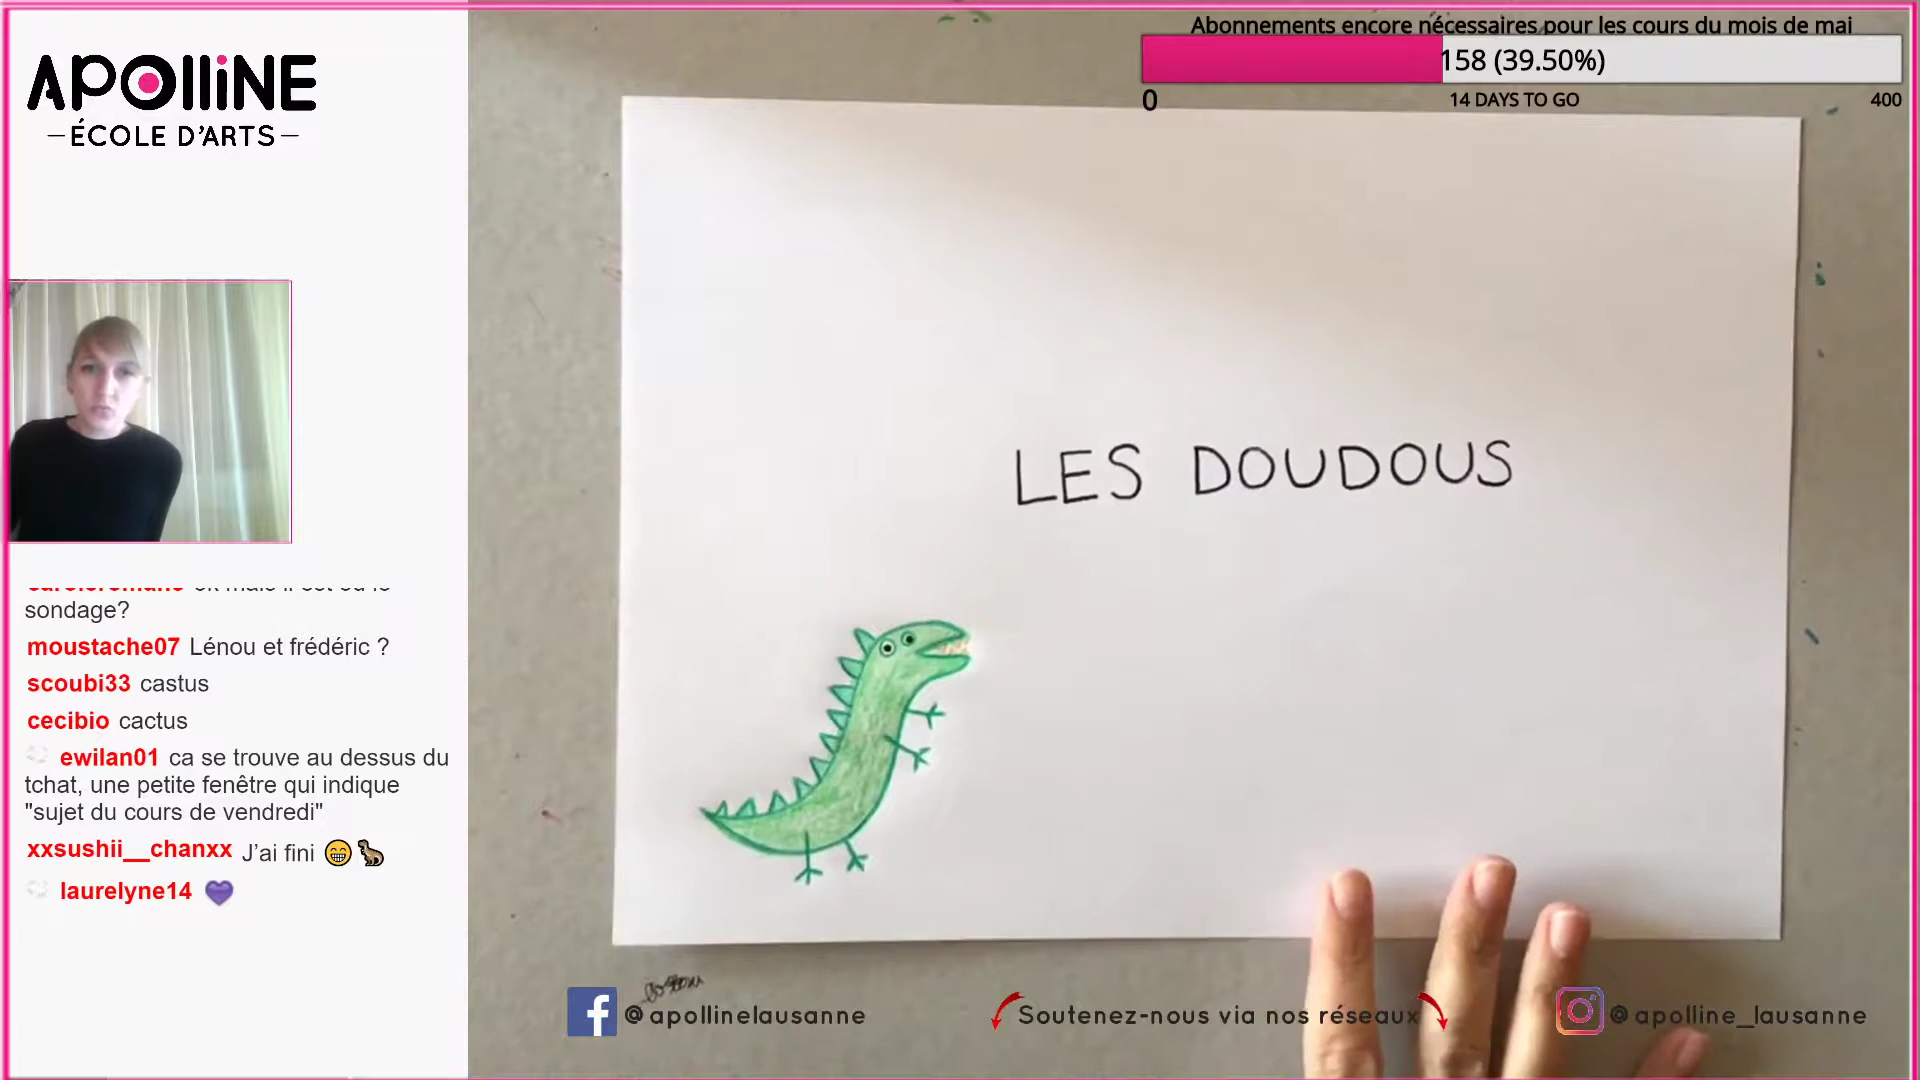 APOLLINE
–ÉCOLE D'ARTS–
Abonnements encore nécessaires pour les cours du mois de mai
158 (39.50%)
0
14 DAYS TO GO
400
LES DOUDOUS
sondage?
moustache07 Lénou et frédéric ?
scoubi33 castus
cecibio cactus
ewilan01 ca se trouve au dessus du
tchat, une petite fenêtre qui indique
"sujet du cours de vendredi"
xxsushii__chanxx J'ai fini 😁🦖
laurelyne14 💜
@apollinelausanne
Soutenez-nous via nos réseaux
@apolline_lausanne